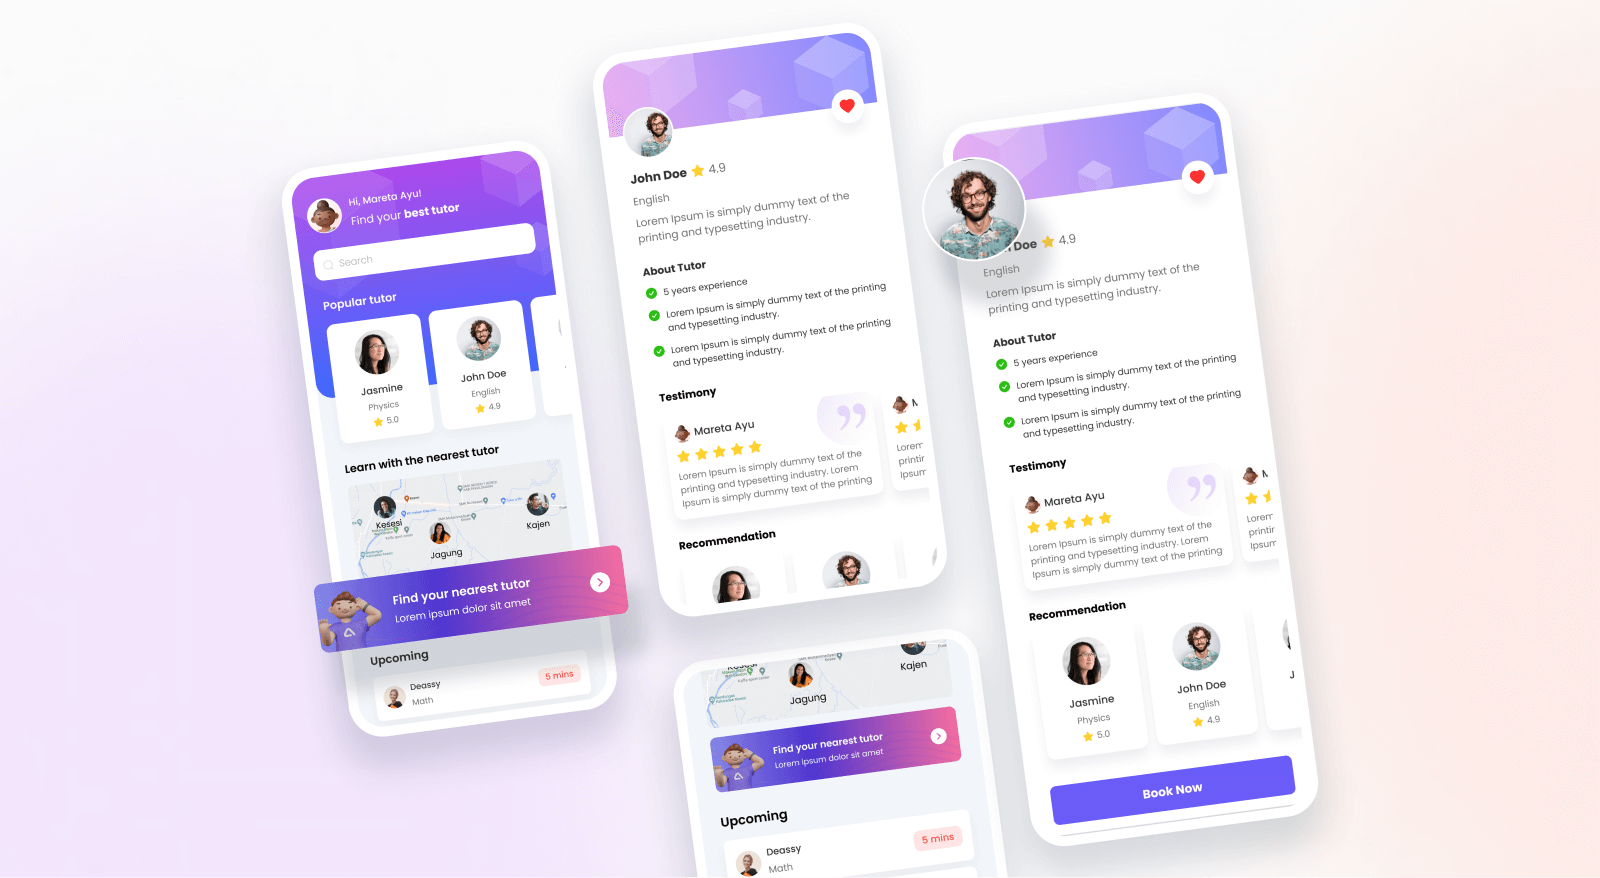 Hi, Mareta Ayu!
Find your best tutor
Search
Popular tutor
Jasmine
Physics
5.0
John Doe
English
4.9
Learn with the nearest tutor
Kesesi
Jagung
Kajen
Find your nearest tutor
Lorem ipsum dolor sit amet
Upcoming
Deassy
Math
5 mins
John Doe 4.9
English
Lorem Ipsum is simply dummy text of the
printing and typesetting industry.
About Tutor
5 years experience
Lorem Ipsum is simply dummy text of the printing
and typesetting industry.
Lorem Ipsum is simply dummy text of the printing
and typesetting industry.
Testimony
Mareta Ayu
Lorem Ipsum is simply dummy text of the
printing and typesetting industry. Lorem
Ipsum is simply dummy text of the printing
M
Lorem
printin
Ipsum
Recommendation
Kesesi
Jagung
Kajen
Find your nearest tutor
Lorem ipsum dolor sit amet
Upcoming
Deassy
Math
5 mins
Doe 4.9
English
Lorem Ipsum is simply dummy text of the
printing and typesetting industry.
About Tutor
5 years experience
Lorem Ipsum is simply dummy text of the printing
and typesetting industry.
Lorem Ipsum is simply dummy text of the printing
and typesetting industry.
Testimony
Mareta Ayu
Lorem Ipsum is simply dummy text of the
printing and typesetting industry. Lorem
Ipsum is simply dummy text of the printing
M
Lorem
printin
Ipsum
Recommendation
Jasmine
Physics
5.0
John Doe
English
4.9
J
Book Now